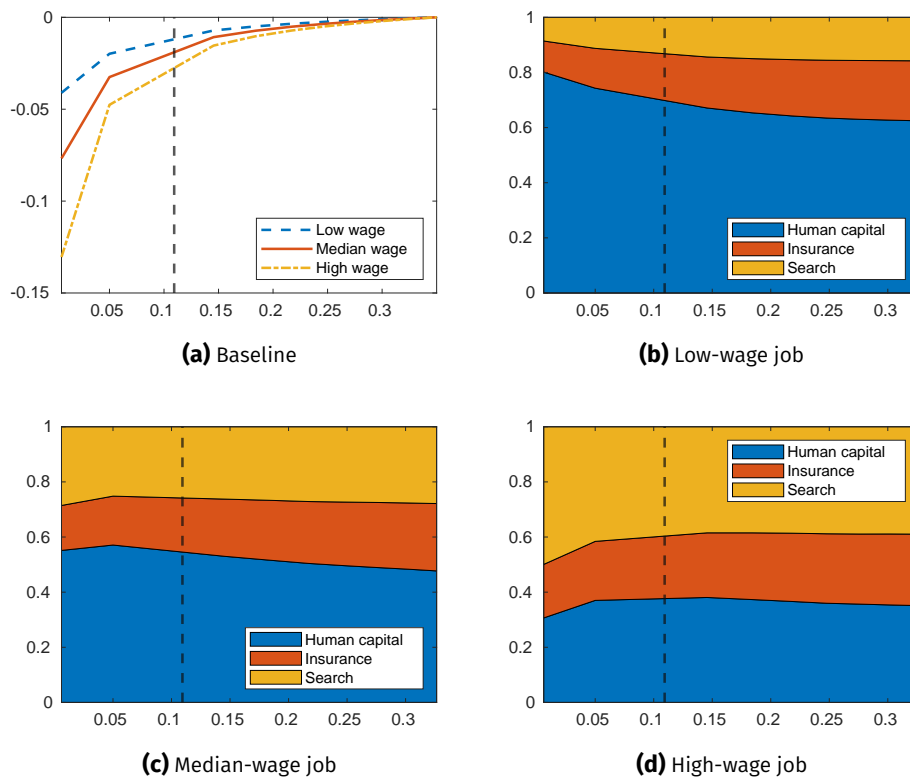 0
-0.05
-0.1
-0.15
0.05 0.1 0.15 0.2 0.25 0.3
Low wage
Median wage
High wage
(a) Baseline
1
0.8
0.6
0.4
0.2
0
0.05 0.1 0.15 0.2 0.25 0.3
Human capital
Insurance
Search
(b) Low-wage job
1
0.8
0.6
0.4
0.2
0
0.05 0.1 0.15 0.2 0.25 0.3
Human capital
Insurance
Search
(c) Median-wage job
1
0.8
0.6
0.4
0.2
0
0.05 0.1 0.15 0.2 0.25 0.3
Human capital
Insurance
Search
(d) High-wage job